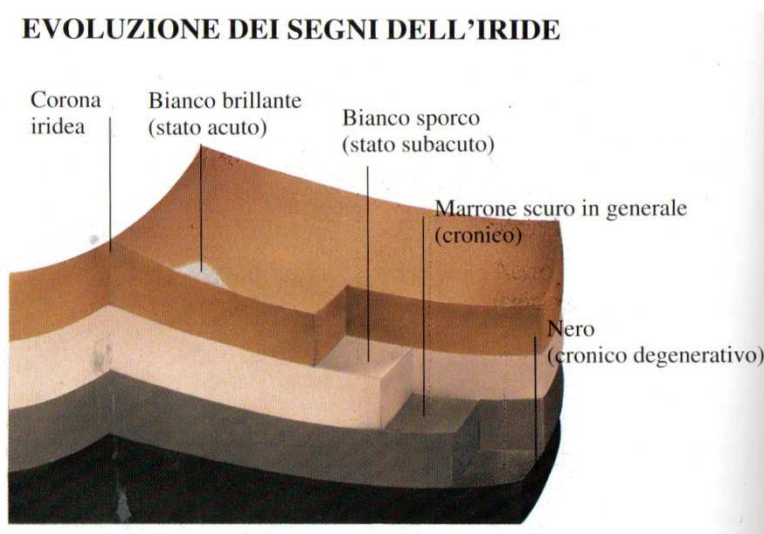 EVOLUZIONE DEI SEGNI DELL'IRIDE
Corona
iridea
Bianco brillante
(stato acuto)
Bianco sporco
(stato subacuto)
Marrone scuro in generale
(cronico)
Nero
(cronico degenerativo)